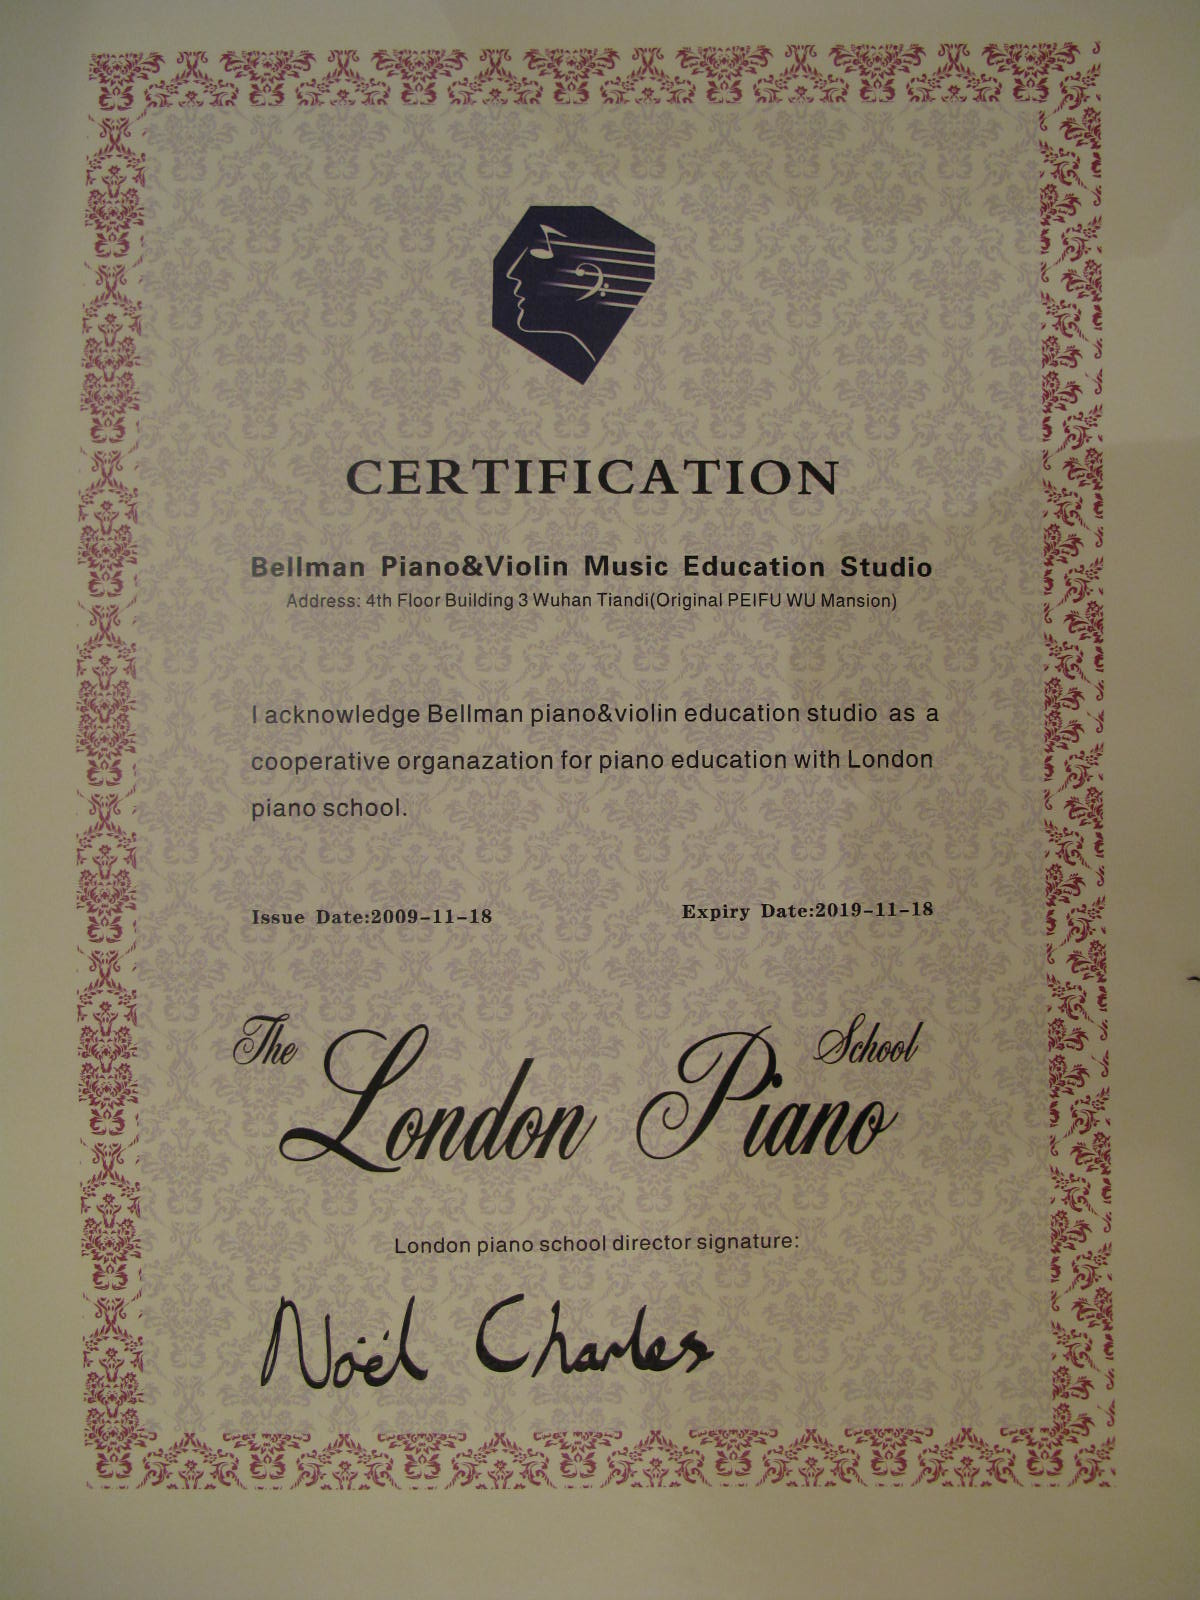 CERTIFICATION
Bellman Piano&Violin Music Education Studio
Address: 4th Floor Building 3 Wuhan Tiandi(Original PEIFU WU Mansion)
I acknowledge Bellman piano&violin education studio as a
cooperative organazation for piano education with London
piano school.
Issue Date:2009-11-18 Expiry Date:2019-11-18
The London Piano School
London piano school director signature:
Noël Charles